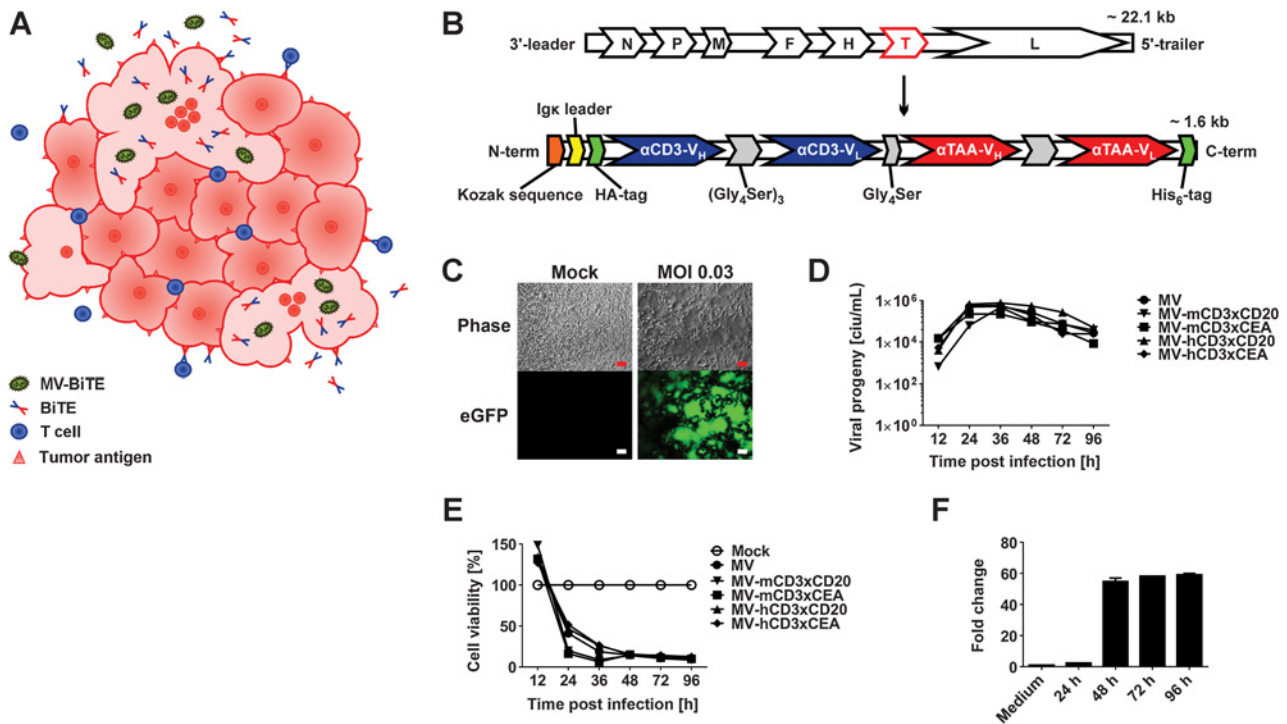 A
MV-BiTE
BiTE
T cell
Tumor antigen
B
~ 22.1 kb
3'-leader
N
P
M
F
H
T
L
5'-trailer
Igκ leader
~ 1.6 kb
N-term
αCD3-VH
αCD3-VL
αTAA-VH
αTAA-VL
C-term
Kozak sequence
HA-tag
(Gly4Ser)3
Gly4Ser
His6-tag
C
Mock
MOI 0.03
Phase
eGFP
D
Viral progeny [ciu/mL]
1×10^6
1×10^4
1×10^2
1×10^0
12 24 36 48 72 96
Time post infection [h]
MV
MV-mCD3xCD20
MV-mCD3xCEA
MV-hCD3xCD20
MV-hCD3xCEA
E
Cell viability [%]
150
100
50
0
12 24 36 48 72 96
Time post infection [h]
Mock
MV
MV-mCD3xCD20
MV-mCD3xCEA
MV-hCD3xCD20
MV-hCD3xCEA
F
Fold change
80
60
40
20
0
Medium
24 h
48 h
72 h
96 h